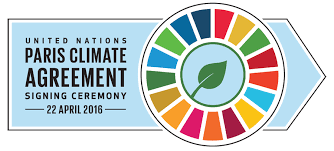 UNITED NATIONS
PARIS CLIMATE
AGREEMENT
SIGNING CEREMONY
22 APRIL 2016